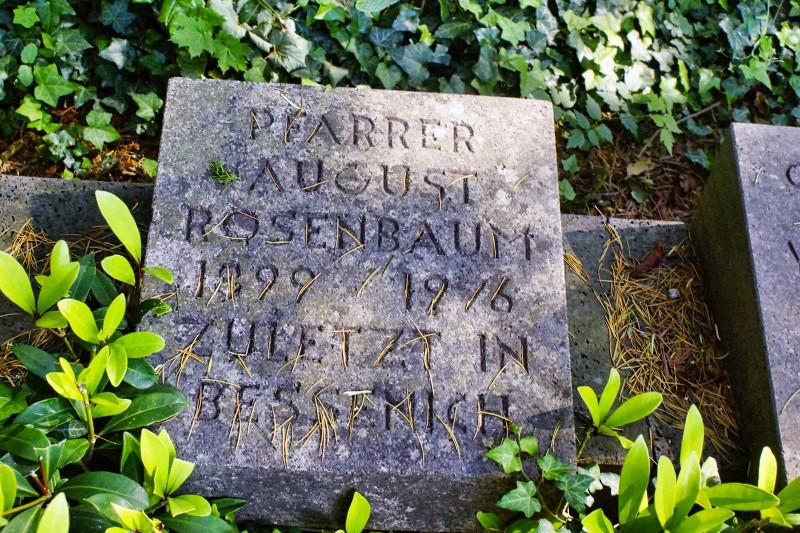 PFARRER
AUGUST
ROSENBAUM
1899 / 1976
ZULETZT IN
BESSENICH